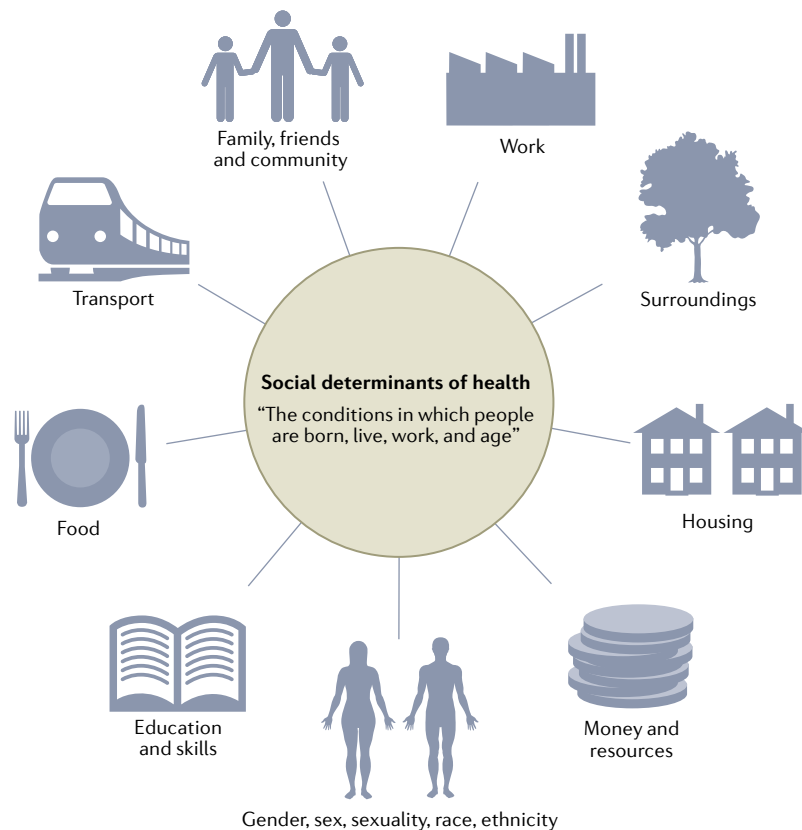 Family, friends
and community
Work
Transport
Surroundings
Social determinants of health
“The conditions in which people
are born, live, work, and age”
Food
Housing
Education
and skills
Money and
resources
Gender, sex, sexuality, race, ethnicity